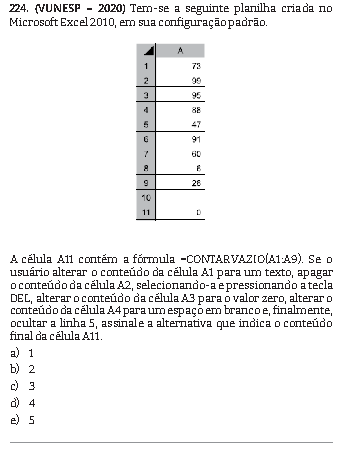 224. (VUNESP – 2020) Tem-se a seguinte planilha criada no
Microsoft Excel 2010, em sua configuração padrão.
A
1 73
2 99
3 95
4 88
5 47
6 91
7 60
8 6
9 26
10
11 0
A célula A11 contém a fórmula =CONTARVAZIO(A1:A9). Se o
usuário alterar o conteúdo da célula A1 para um texto, apagar
o conteúdo da célula A2, selecionando-a e pressionando a tecla
DEL, alterar o conteúdo da célula A3 para o valor zero, alterar o
conteúdo da célula A4 para um espaço em branco e, finalmente,
ocultar a linha 5, assinale a alternativa que indica o conteúdo
final da célula A11.
a) 1
b) 2
c) 3
d) 4
e) 5